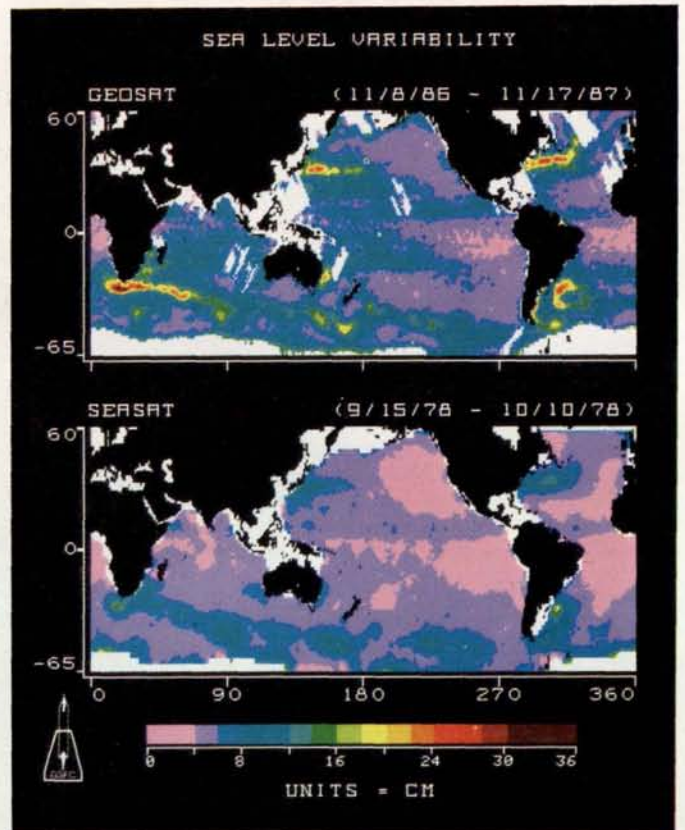 SEA LEVEL VARIABILITY
GEOSAT (11/8/86 - 11/17/87)
60
0
-65
SEASAT (9/15/78 - 10/10/78)
60
0
-65
0 90 180 270 360
0 8 16 24 30 36
UNITS = CM